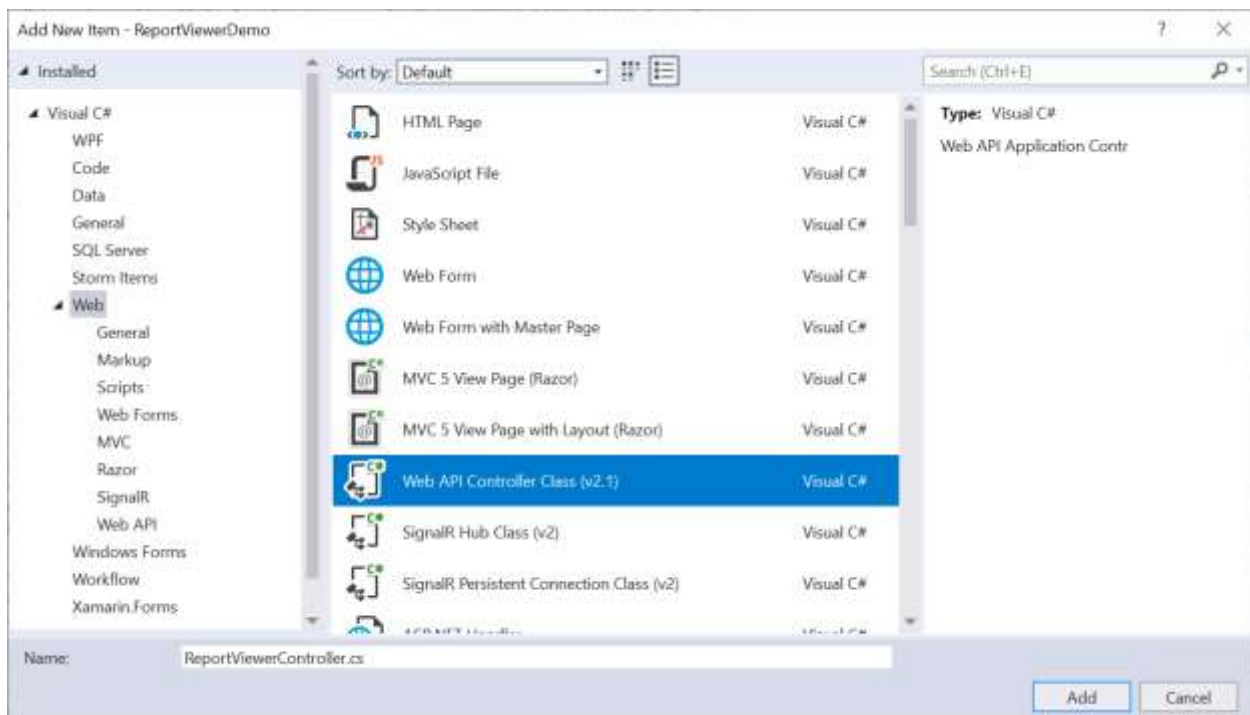 Add New Item - ReportViewerDemo
Installed
Sort by: Default
Search (Ctrl+E)
Visual C#
WPF
Code
Data
General
SQL Server
Storm Items
Web
General
Markup
Scripts
Web Forms
MVC
Razor
SignalR
Web API
Windows Forms
Workflow
Xamarin.Forms
HTML Page Visual C#
JavaScript File Visual C#
Style Sheet Visual C#
Web Form Visual C#
Web Form with Master Page Visual C#
MVC 5 View Page (Razor) Visual C#
MVC 5 View Page with Layout (Razor) Visual C#
Web API Controller Class (v2.1) Visual C#
SignalR Hub Class (v2) Visual C#
SignalR Persistent Connection Class (v2) Visual C#
Type: Visual C#
Web API Application Contr
Name: ReportViewerController.cs
Add Cancel